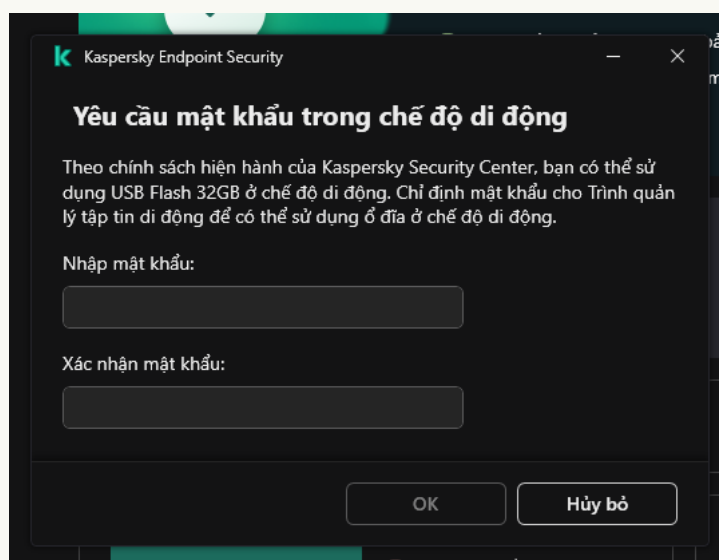 Kaspersky Endpoint Security
Yêu cầu mật khẩu trong chế độ di động
Theo chính sách hiện hành của Kaspersky Security Center, bạn có thể sử
dụng USB Flash 32GB ở chế độ di động. Chỉ định mật khẩu cho Trình quản
lý tập tin di động để có thể sử dụng ổ đĩa ở chế độ di động.
Nhập mật khẩu:
Xác nhận mật khẩu:
OK
Hủy bỏ